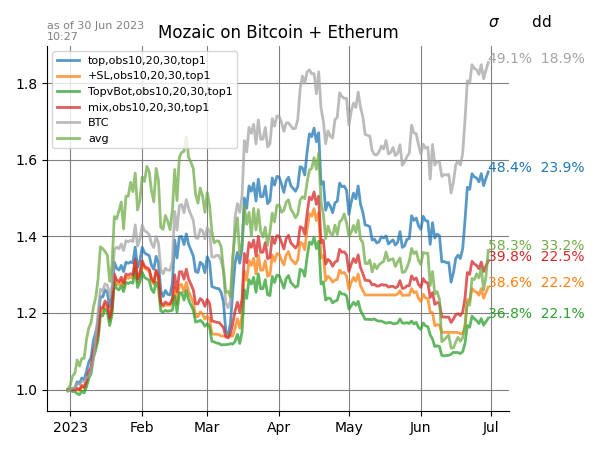 as of 30 Jun 2023
10:27
Mozaic on Bitcoin + Etherum
σ dd
top,obs10,20,30,top1
+SL,obs10,20,30,top1
TopvBot,obs10,20,30,top1
mix,obs10,20,30,top1
BTC
avg
49.1% 18.9%
48.4% 23.9%
58.3% 33.2%
39.8% 22.5%
38.6% 22.2%
36.8% 22.1%
1.8
1.6
1.4
1.2
1.0
2023 Feb Mar Apr May Jun Jul